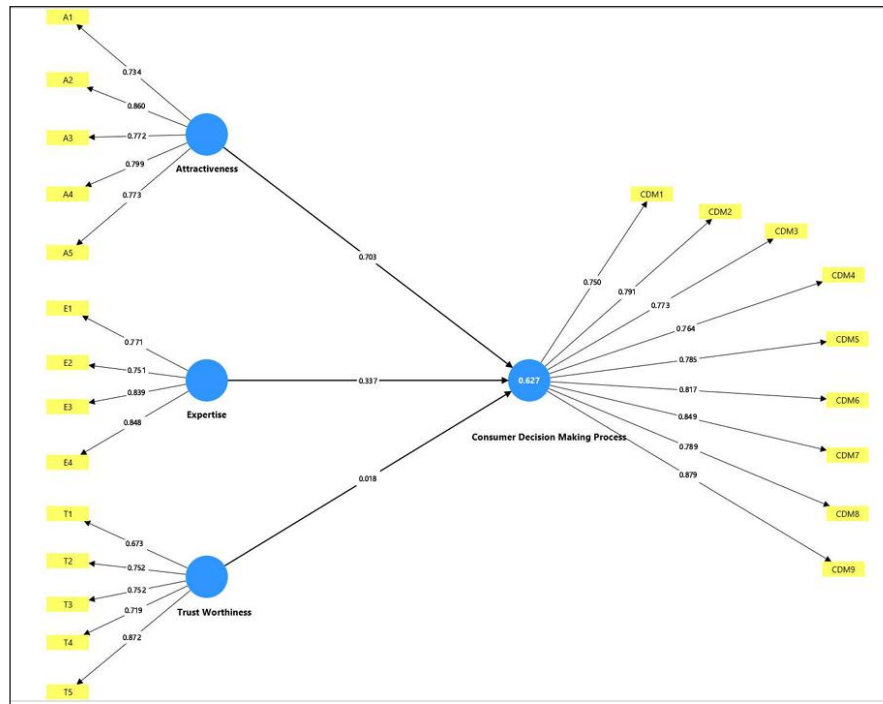 A1
0.734
A2
0.860
A3
0.772
A4
0.799
A5
0.773
Attractiveness
0.703
E1
0.771
E2
0.751
E3
0.839
E4
0.848
Expertise
0.337
T1
0.673
T2
0.752
T3
0.752
T4
0.719
T5
0.872
Trust Worthiness
0.018
0.627
Consumer Decision Making Process
CDM1
0.750
CDM2
0.791
CDM3
0.773
CDM4
0.764
CDM5
0.785
CDM6
0.817
CDM7
0.849
CDM8
0.789
CDM9
0.879